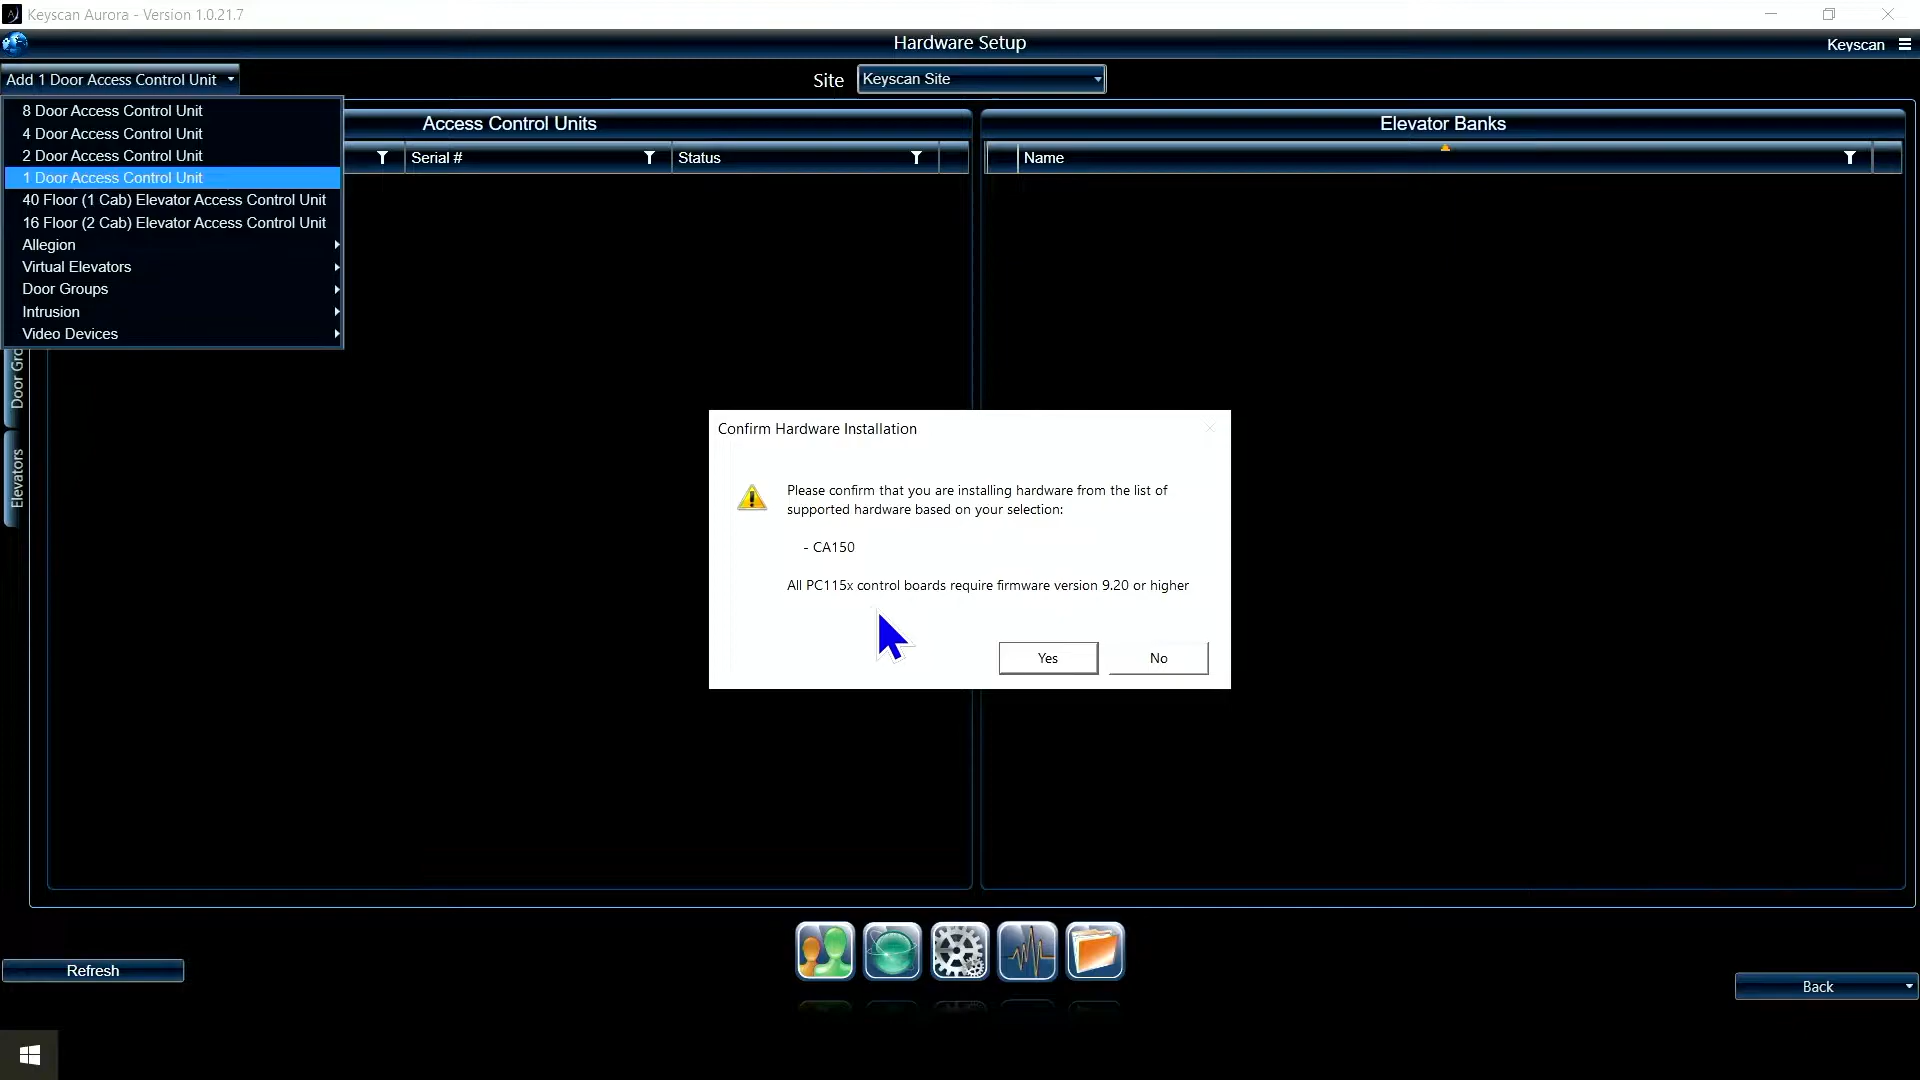 Keyscan Aurora - Version 1.0.21.7
Hardware Setup
Keyscan
Add 1 Door Access Control Unit
Site
Keyscan Site
8 Door Access Control Unit
4 Door Access Control Unit
2 Door Access Control Unit
1 Door Access Control Unit
40 Floor (1 Cab) Elevator Access Control Unit
16 Floor (2 Cab) Elevator Access Control Unit
Allegion
Virtual Elevators
Door Groups
Intrusion
Video Devices
Access Control Units
Serial #
Status
Elevator Banks
Name
Door Gro
Elevators
Confirm Hardware Installation
Please confirm that you are installing hardware from the list of
supported hardware based on your selection:
- CA150
All PC115x control boards require firmware version 9.20 or higher
Yes
No
Refresh
Back